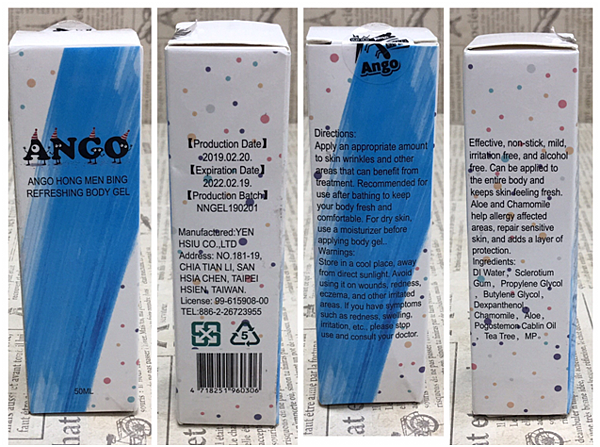 ANGO
ANGO HONG MEN BING
REFRESHING BODY GEL
50ML
【Production Date】
2019.02.20.
【Expiration Date】
2022.02.19.
【Production Batch】
NNGEL190201
Manufactured:YEN
HSIU CO.,LTD
Address: NO.181-19,
CHIA TIAN LI, SAN
HSIA CHEN, TAIPEI
HSIEN, TAIWAN.
License: 99-615908-00
TEL:886-2-26723955
5
4 718251 960306
Ango
Directions:
Apply an appropriate amount
to skin wrinkles and other
areas that can benefit from
treatment. Recommended for
use after bathing to keep
your body fresh and
comfortable. For dry skin,
use a moisturizer before
applying body gel.
Warnings:
Store in a cool place, away
from direct sunlight. Avoid
using it on wounds, redness,
eczema, and other irritated
areas. If you have symptoms
such as redness, swelling,
irritation, etc., please stop
use and consult your doctor.
Effective, non-stick, mild,
irritation free, and alcohol
free. Can be applied to
the entire body and
keeps skin feeling fresh.
Aloe and Chamomile
help allergy affected
areas, repair sensitive
skin, and adds a layer of
protection.
Ingredients:
DI Water, Sclerotium
Gum, Propylene Glycol
, Butylene Glycol,
Dexpanthenol,
Chamomile, Aloe,
Pogostemon Cablin Oil
, Tea Tree, MP.